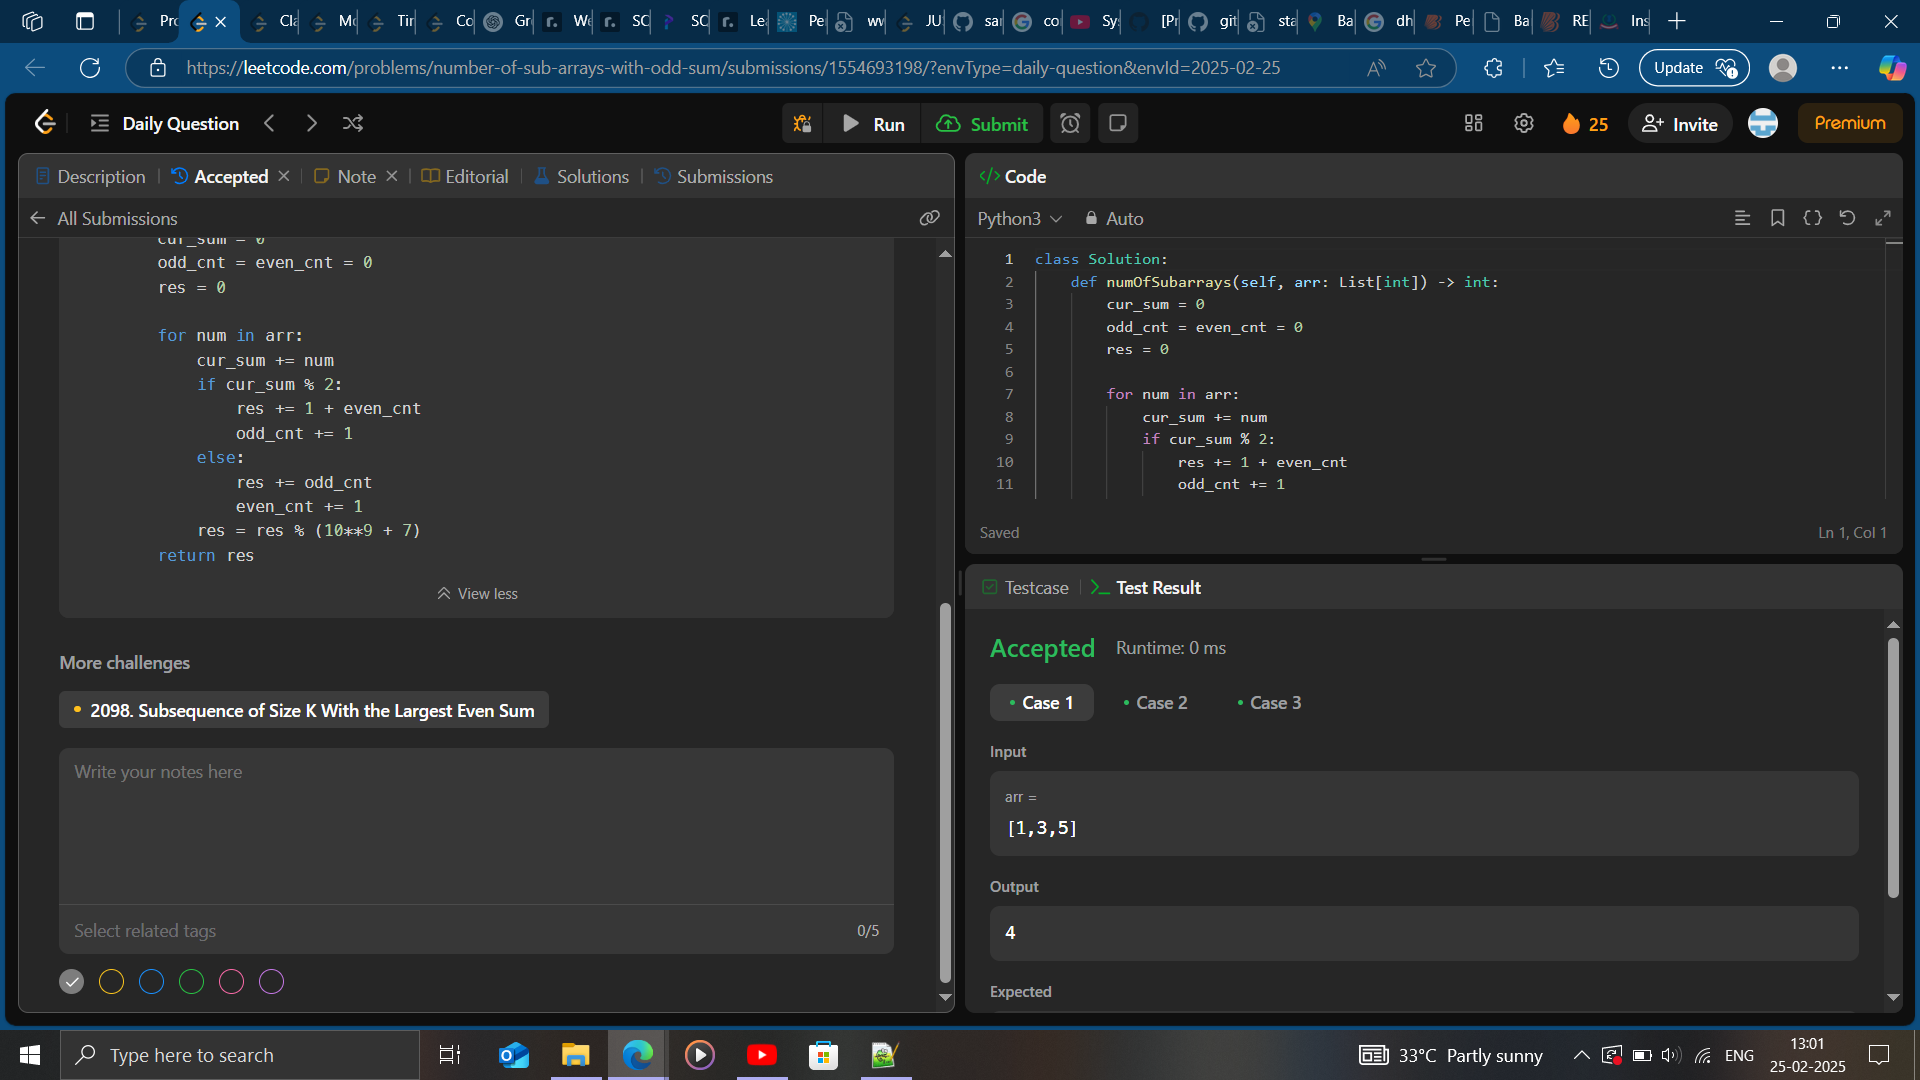 Pro
Cla
Mo
Tin
Co
Gr
We
SC
SC
Lea
Pe
wv
JU
sar
co
Sy
[Pr
git
sta
Ba
dh
Pe
Ba
RE
Ins
https://leetcode.com/problems/number-of-sub-arrays-with-odd-sum/submissions/1554693198/?envType=daily-question&envId=2025-02-25
Update
Daily Question
Run
Submit
25
Invite
Premium
Description
Accepted
Note
Editorial
Solutions
Submissions
All Submissions
cur_sum = 0
odd_cnt = even_cnt = 0
res = 0
for num in arr:
cur_sum += num
if cur_sum % 2:
res += 1 + even_cnt
odd_cnt += 1
else:
res += odd_cnt
even_cnt += 1
res = res % (10**9 + 7)
return res
View less
More challenges
2098. Subsequence of Size K With the Largest Even Sum
Write your notes here
Select related tags
0/5
</> Code
Python3
Auto
1 class Solution:
2 def numOfSubarrays(self, arr: List[int]) -> int:
3 cur_sum = 0
4 odd_cnt = even_cnt = 0
5 res = 0
6
7 for num in arr:
8 cur_sum += num
9 if cur_sum % 2:
10 res += 1 + even_cnt
11 odd_cnt += 1
Saved
Ln 1, Col 1
Testcase
Test Result
Accepted
Runtime: 0 ms
Case 1
Case 2
Case 3
Input
arr =
[1,3,5]
Output
4
Expected
Type here to search
33°C Partly sunny
ENG
13:01
25-02-2025